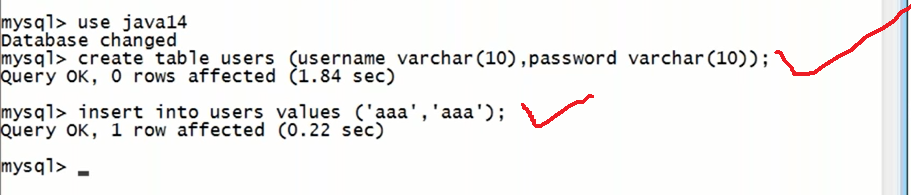 mysql> use java14
Database changed
mysql> create table users (username varchar(10),password varchar(10));
Query OK, 0 rows affected (1.84 sec)
mysql> insert into users values ('aaa','aaa');
Query OK, 1 row affected (0.22 sec)
mysql> _